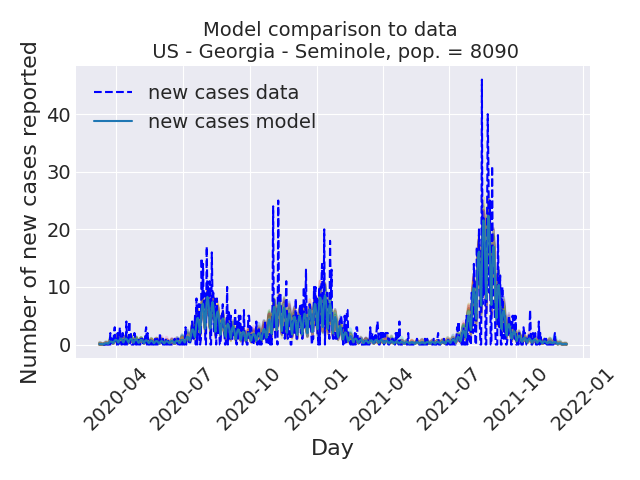 Model comparison to data
US - Georgia - Seminole, pop. = 8090
Number of new cases reported
new cases data
new cases model
40
30
20
10
0
2020-04
2020-07
2020-10
2021-01
2021-04
2021-07
2021-10
2022-01
Day